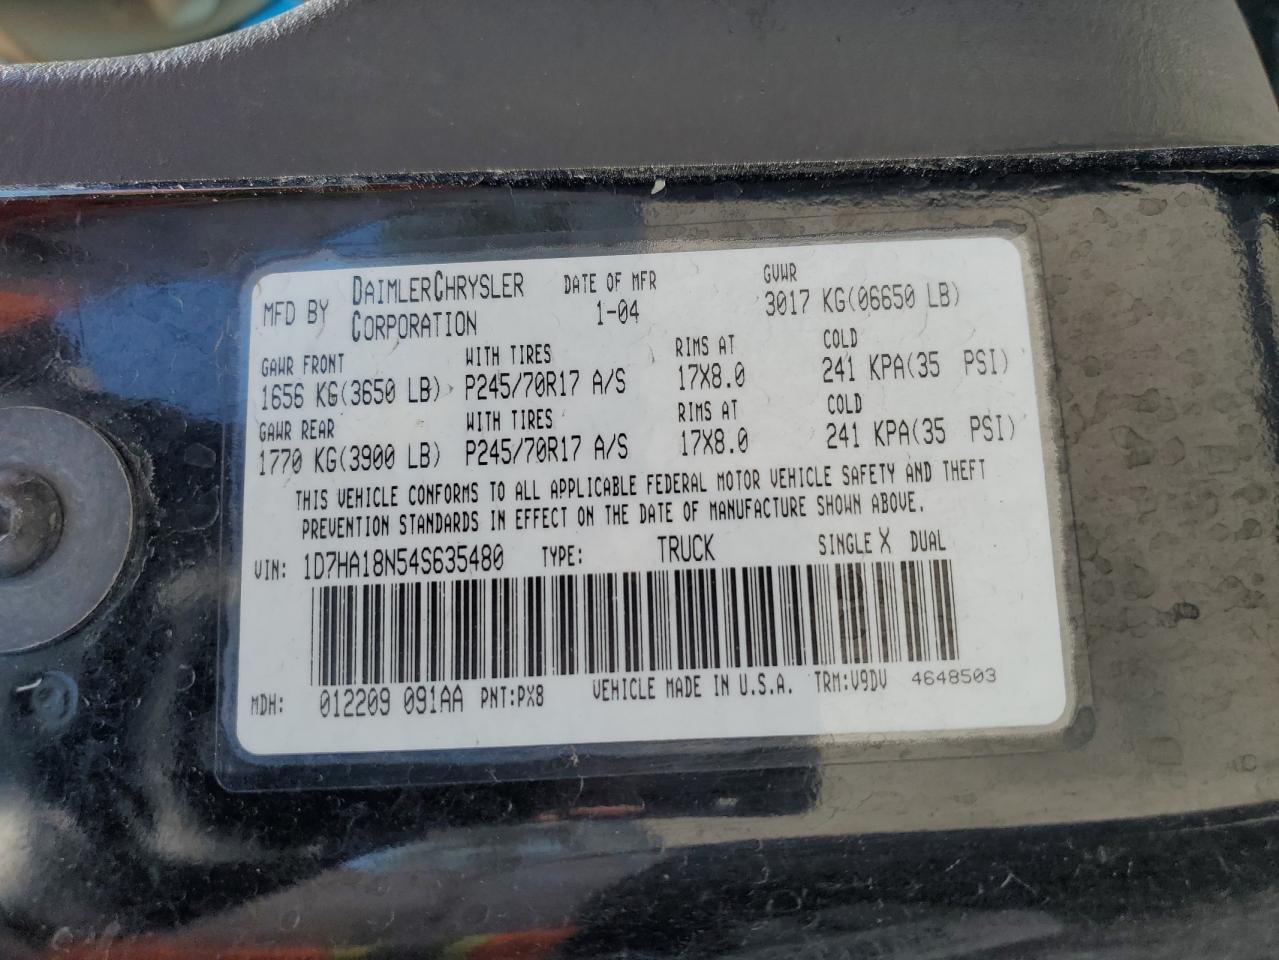 MFD BY DAIMLERCHRYSLER CORPORATION DATE OF MFR 1-04 GVWR 3017 KG(06650 LB)
GAWR FRONT WITH TIRES RIMS AT COLD
1656 KG(3650 LB) P245/70R17 A/S 17X8.0 241 KPA(35 PSI)
GAWR REAR WITH TIRES RIMS AT COLD
1770 KG(3900 LB) P245/70R17 A/S 17X8.0 241 KPA(35 PSI)
THIS VEHICLE CONFORMS TO ALL APPLICABLE FEDERAL MOTOR VEHICLE SAFETY AND THEFT
PREVENTION STANDARDS IN EFFECT ON THE DATE OF MANUFACTURE SHOWN ABOVE.
VIN: 1D7HA18N54S635480 TYPE: TRUCK SINGLE X DUAL
MDH: 012209 091AA PNT:PX8 VEHICLE MADE IN U.S.A. TRM:V9DV 4648503